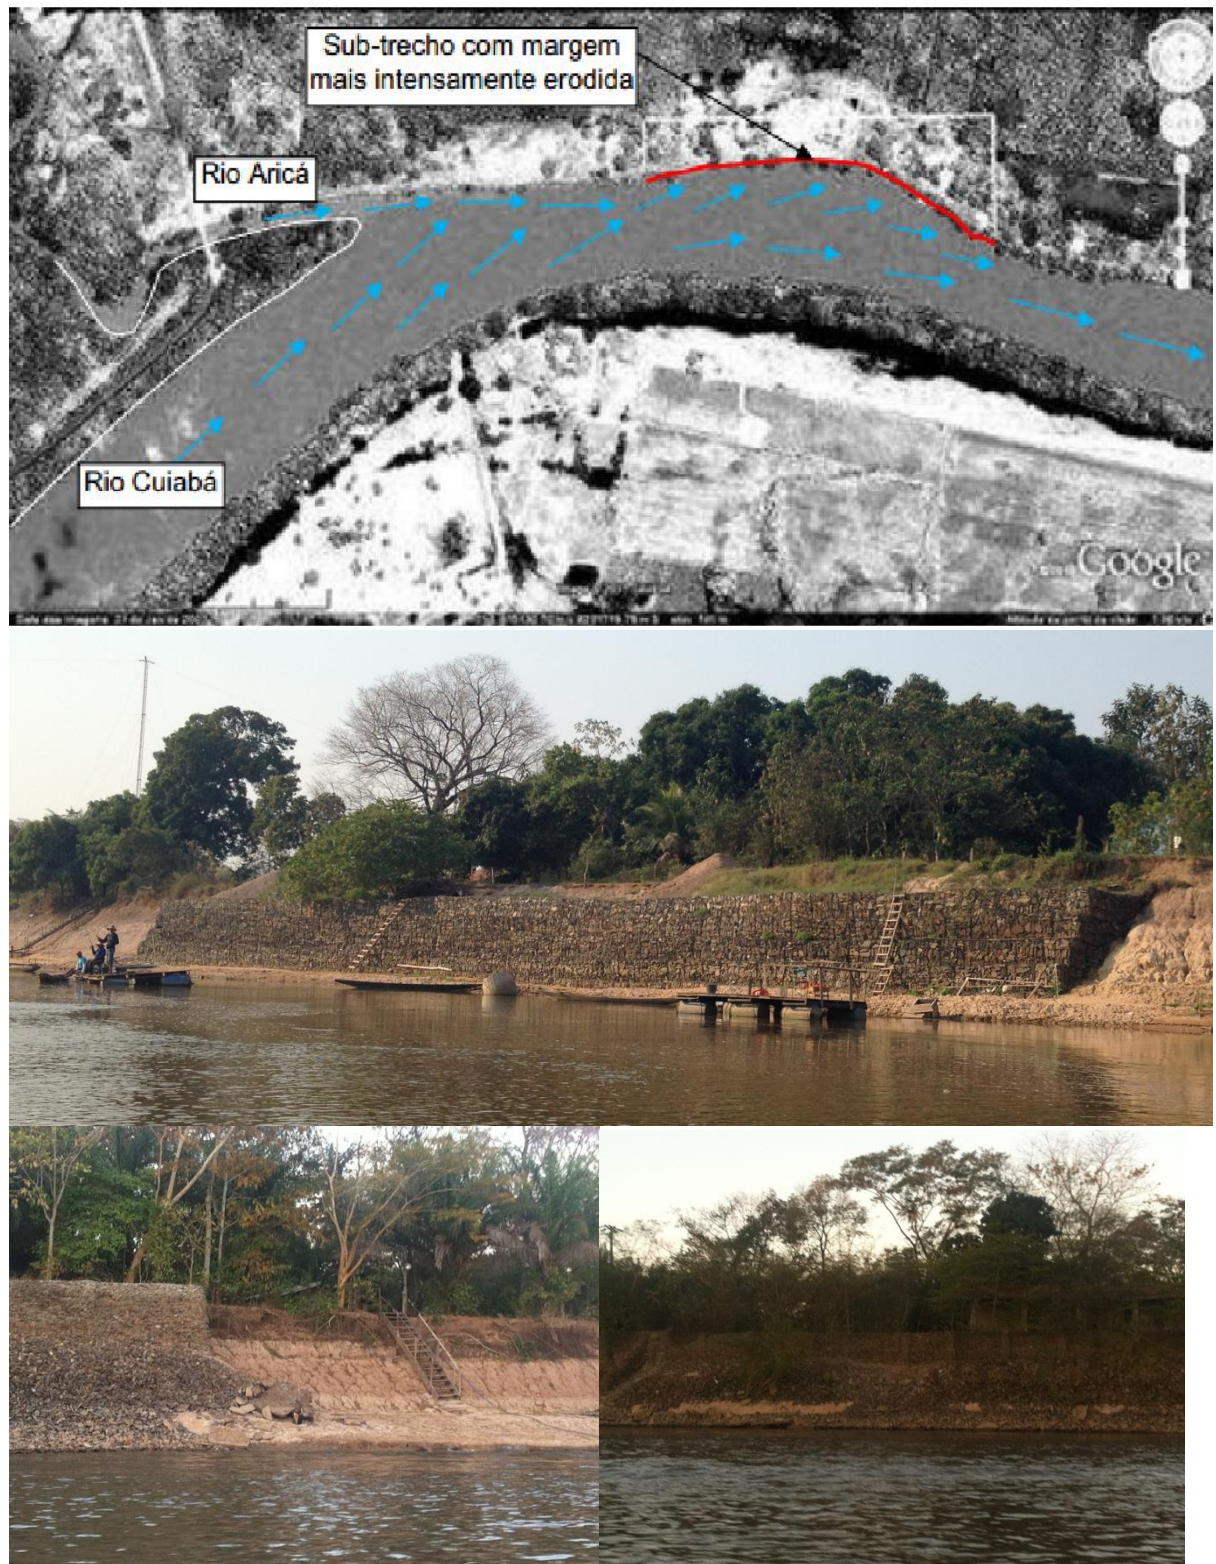 Sub-trecho com margem
mais intensamente erodida
Rio Aricá
Rio Cuiabá
Google